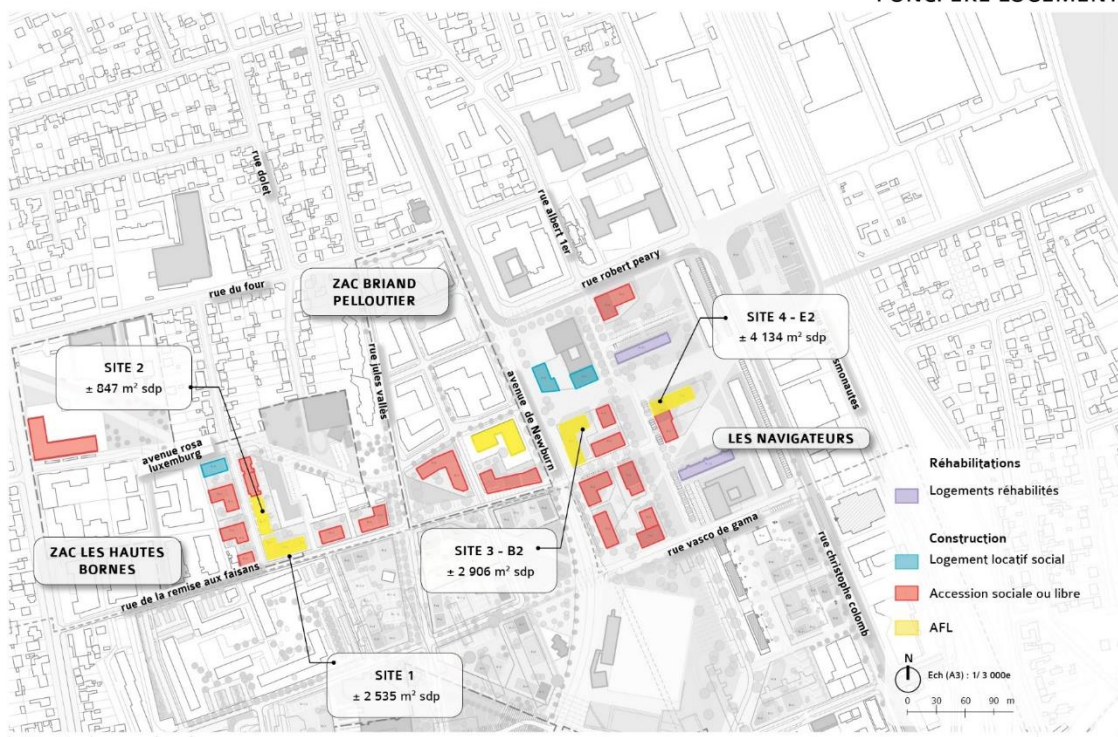 FONCIÈRE LOGEMENT
rue dolet
rue albert 1er
rue robert peary
rue du four
ZAC BRIAND
PELLOUTIER
SITE 4 - E2
± 4 134 m² sdp
SITE 2
± 847 m² sdp
rue jules vallès
avenue de Newburn
smonautes
avenue rosa
luxemburg
LES NAVIGATEURS
ZAC LES HAUTES
BORNES
SITE 3 - B2
± 2 906 m² sdp
rue vasco de gama
rue de la remise aux faisans
rue christophe colomb
SITE 1
± 2 535 m² sdp
Réhabilitations
Logements réhabilités
Construction
Logement locatif social
Accession sociale ou libre
AFL
N
Ech (A3) : 1/ 3 000e
0 30 60 90 m